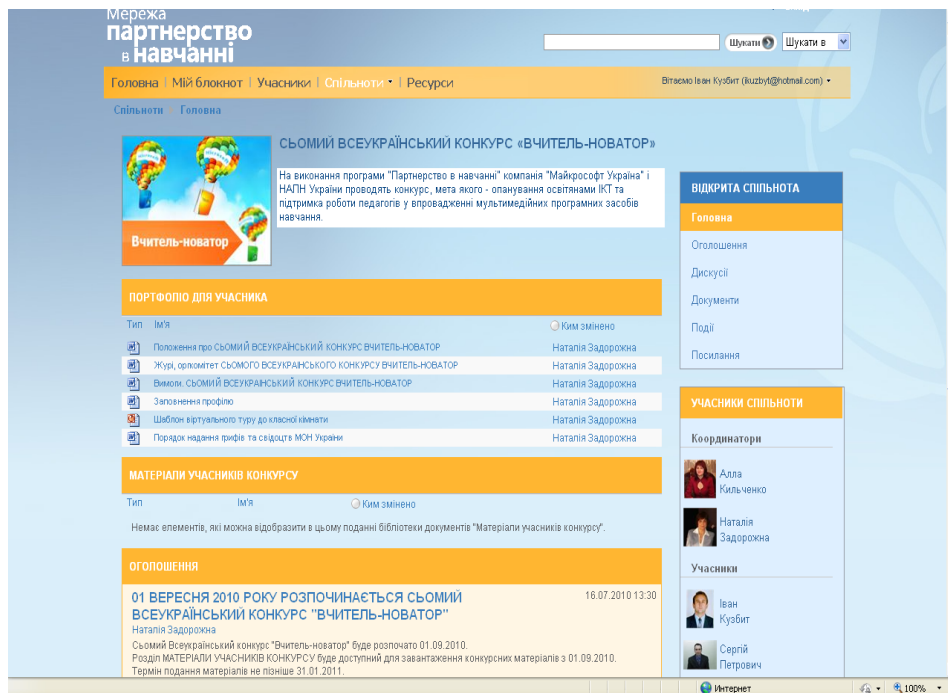 Мережа
партнерство
в навчанні
Шукати
Шукати в
Головна | Мій блокнот | Учасники | Спільноти | Ресурси
Вітаємо Іван Кузбит (ikuzbyt@hotmail.com)
Спільноти Головна
СЬОМИЙ ВСЕУКРАЇНСЬКИЙ КОНКУРС «ВЧИТЕЛЬ-НОВАТОР»
На виконання програми "Партнерство в навчанні" компанія "Майкрософт Україна" і
НАПН України проводять конкурс, мета якого - опанування освітянами ІКТ та
підтримка роботи педагогів у впровадженні мультимедійних програмних засобів
навчання.
Вчитель-новатор
ПОРТФОЛІО ДЛЯ УЧАСНИКА
Тип Ім'я Ким змінено
Положення про СЬОМИЙ ВСЕУКРАЇНСЬКИЙ КОНКУРС ВЧИТЕЛЬ-НОВАТОР Наталія Задорожна
Журі, оргкомітет СЬОМОГО ВСЕУКРАЇНСЬКОГО КОНКУРСУ ВЧИТЕЛЬ-НОВАТОР Наталія Задорожна
Вимоги. СЬОМИЙ ВСЕУКРАЇНСЬКИЙ КОНКУРС ВЧИТЕЛЬ-НОВАТОР Наталія Задорожна
Заповнення профілю Наталія Задорожна
Шаблон віртуального туру до класної кімнати Наталія Задорожна
Порядок надання грифів та свідоцтв МОН України Наталія Задорожна
МАТЕРІАЛИ УЧАСНИКІВ КОНКУРСУ
Тип Ім'я Ким змінено
Немає елементів, які можна відобразити в цьому поданні бібліотеки документів "Матеріали учасників конкурсу".
ОГОЛОШЕННЯ
01 ВЕРЕСНЯ 2010 РОКУ РОЗПОЧИНАЄТЬСЯ СЬОМИЙ 16.07.2010 13:30
ВСЕУКРАЇНСЬКИЙ КОНКУРС "ВЧИТЕЛЬ-НОВАТОР"
Наталія Задорожна
Сьомий Всеукраїнський конкурс "Вчитель-новатор" буде розпочато 01.09.2010.
Розділ МАТЕРІАЛИ УЧАСНИКІВ КОНКУРСУ буде доступний для завантаження конкурсних матеріалів з 01.09.2010.
Термін подання матеріалів не пізніше 31.01.2011.
ВІДКРИТА СПІЛЬНОТА
Головна
Оголошення
Дискусії
Документи
Події
Посилання
УЧАСНИКИ СПІЛЬНОТИ
Координатори
Алла
Кильченко
Наталія
Задорожна
Учасники
Іван
Кузбит
Сергій
Петрович
Интернет
100%